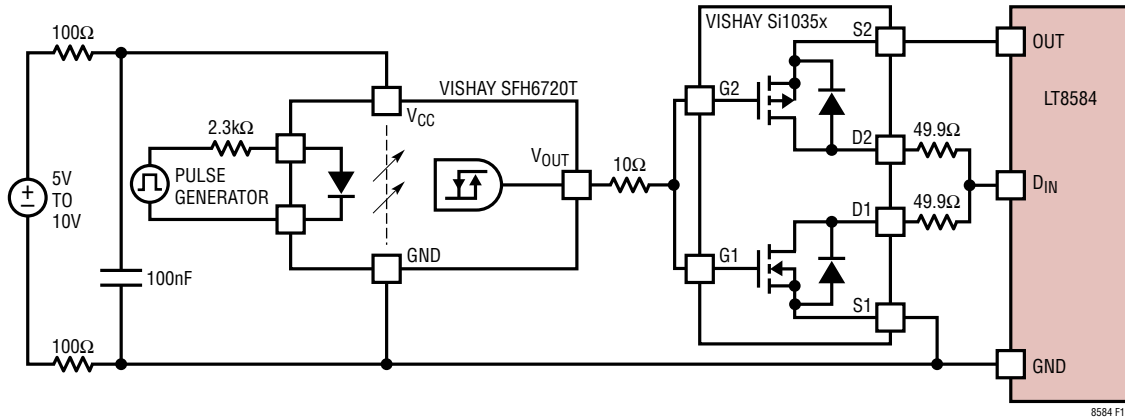 100Ω
5V
TO
10V
100nF
100Ω
2.3kΩ
PULSE
GENERATOR
VISHAY SFH6720T
VCC
VOUT
GND
10Ω
VISHAY Si1035x
S2
G2
D2
D1
G1
S1
49.9Ω
49.9Ω
OUT
LT8584
DIN
GND
8584 F1